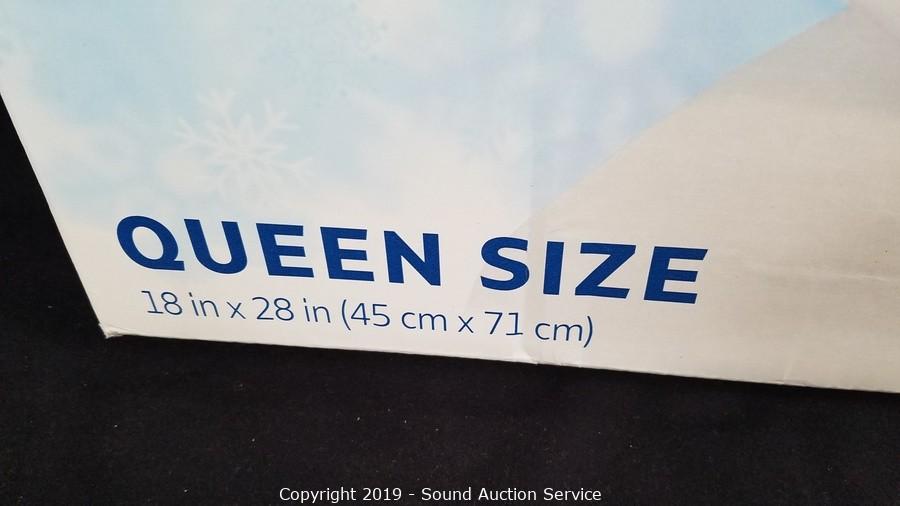 QUEEN SIZE
18 in x 28 in (45 cm x 71 cm)
Copyright 2019 - Sound Auction Service